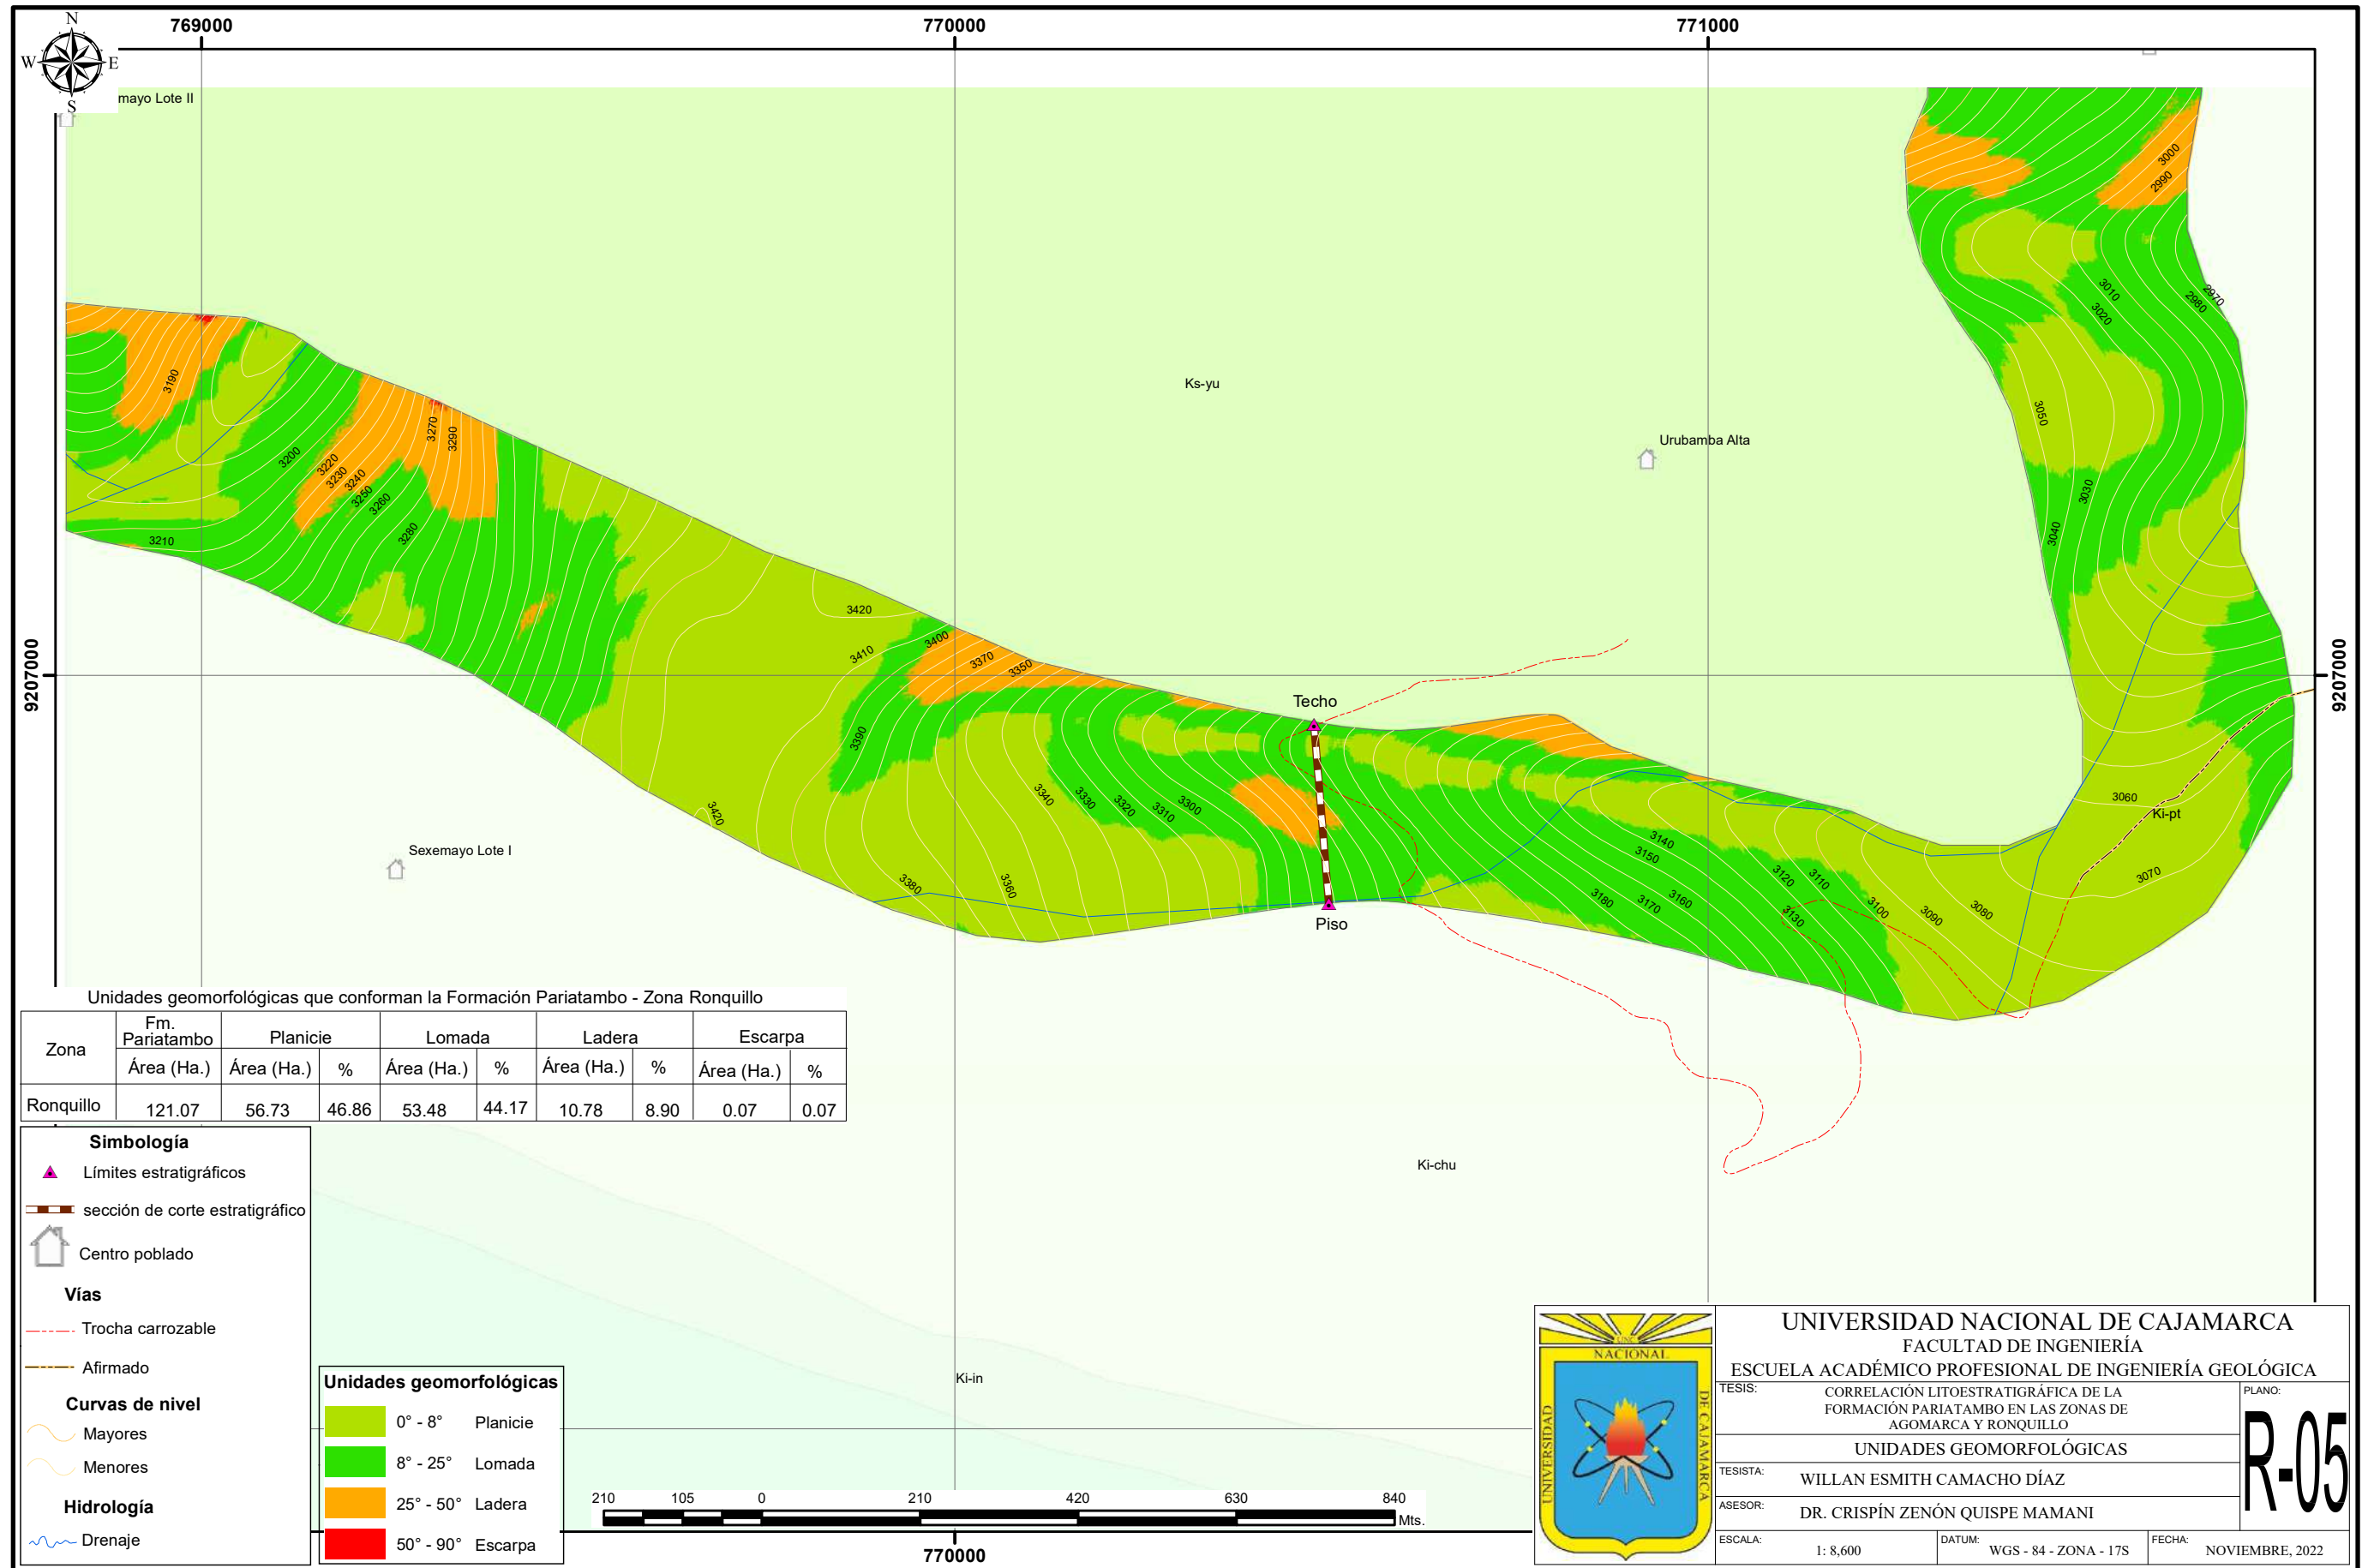 769000
770000
771000
N
W
E
S
mayo Lote II
3000
2990
3010
3020
2970
2980
3190
Ks-yu
3050
3270
3290
Urubamba Alta
3200
3220
3230
3240
3250
3260
3280
3030
3040
3210
3420
3410
3400
3370
3350
9207000
9207000
Techo
3390
3340
3330
3320
3310
3300
3420
3060
Ki-pt
Sexemayo Lote I
3140
3150
3380
3360
3120
3110
3070
3180
3170
3160
3130
3100
3090
3080
Piso
Unidades geomorfológicas que conforman la Formación Pariatambo - Zona Ronquillo
Zona
Fm. Pariatambo
Planicie
Lomada
Ladera
Escarpa
Área (Ha.)
Área (Ha.)
%
Área (Ha.)
%
Área (Ha.)
%
Área (Ha.)
%
Ronquillo
121.07
56.73
46.86
53.48
44.17
10.78
8.90
0.07
0.07
Ki-chu
Ki-in
Simbología
Límites estratigráficos
sección de corte estratigráfico
Centro poblado
Vías
Trocha carrozable
Afirmado
Curvas de nivel
Mayores
Menores
Hidrología
Drenaje
Unidades geomorfológicas
0° - 8° Planicie
8° - 25° Lomada
25° - 50° Ladera
50° - 90° Escarpa
210 105 0 210 420 630 840
Mts.
770000
UNC
NACIONAL
UNIVERSIDAD
DE CAJAMARCA
UNIVERSIDAD NACIONAL DE CAJAMARCA
FACULTAD DE INGENIERÍA
ESCUELA ACADÉMICO PROFESIONAL DE INGENIERÍA GEOLÓGICA
TESIS:
CORRELACIÓN LITOESTRATIGRÁFICA DE LA
FORMACIÓN PARIATAMBO EN LAS ZONAS DE
AGOMARCA Y RONQUILLO
PLANO:
R-05
UNIDADES GEOMORFOLÓGICAS
TESISTA:
WILLAN ESMITH CAMACHO DÍAZ
ASESOR:
DR. CRISPÍN ZENÓN QUISPE MAMANI
ESCALA:
1: 8,600
DATUM:
WGS - 84 - ZONA - 17S
FECHA:
NOVIEMBRE, 2022